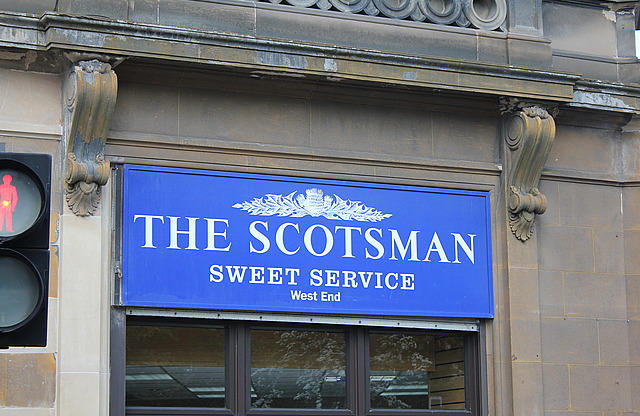 THE SCOTSMAN
SWEET SERVICE
West End